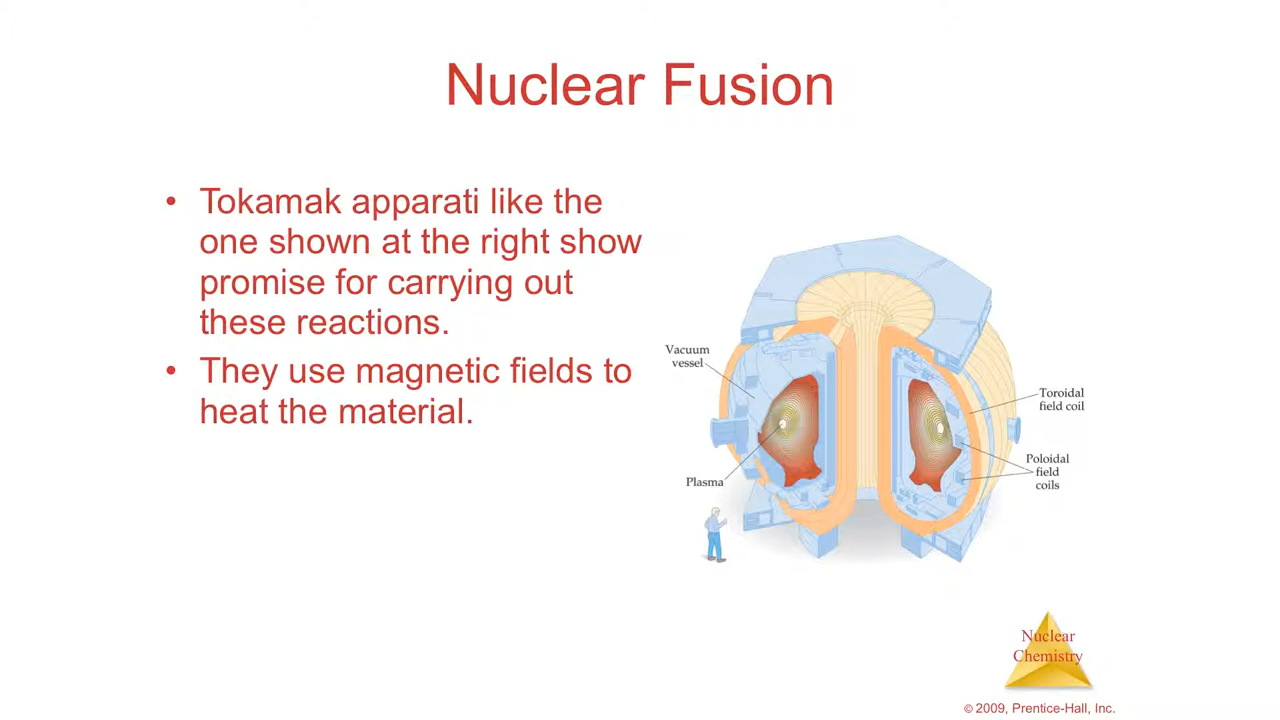 Nuclear Fusion
• Tokamak apparati like the
one shown at the right show
promise for carrying out
these reactions.
• They use magnetic fields to
heat the material.
Vacuum
vessel
Plasma
Toroidal
field coil
Poloidal
field
coils
Nuclear
Chemistry
© 2009, Prentice-Hall, Inc.